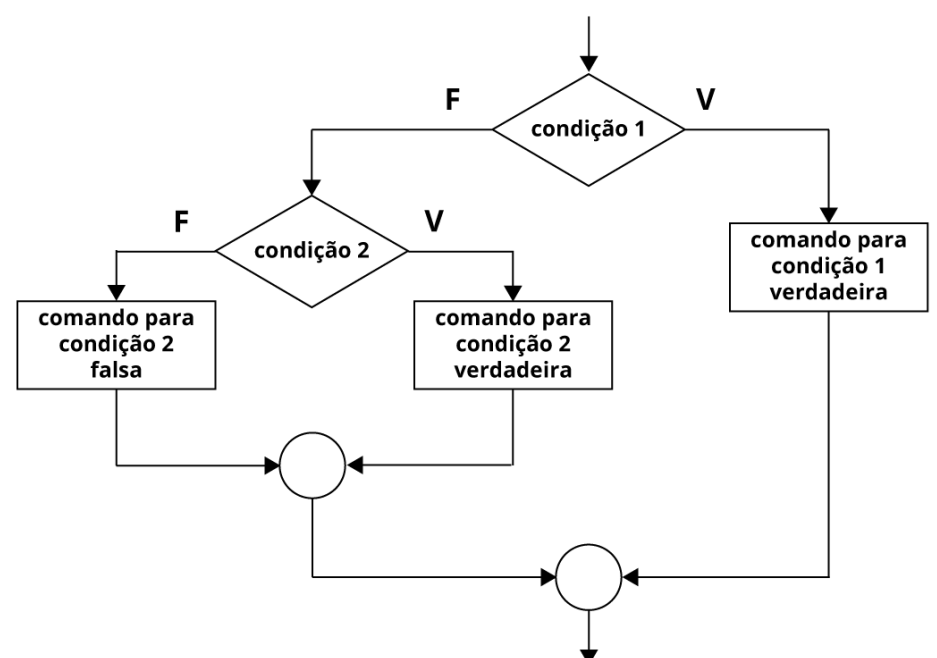 F
V
condição 1
F
V
condição 2
comando para
condição 1
verdadeira
comando para
condição 2
falsa
comando para
condição 2
verdadeira